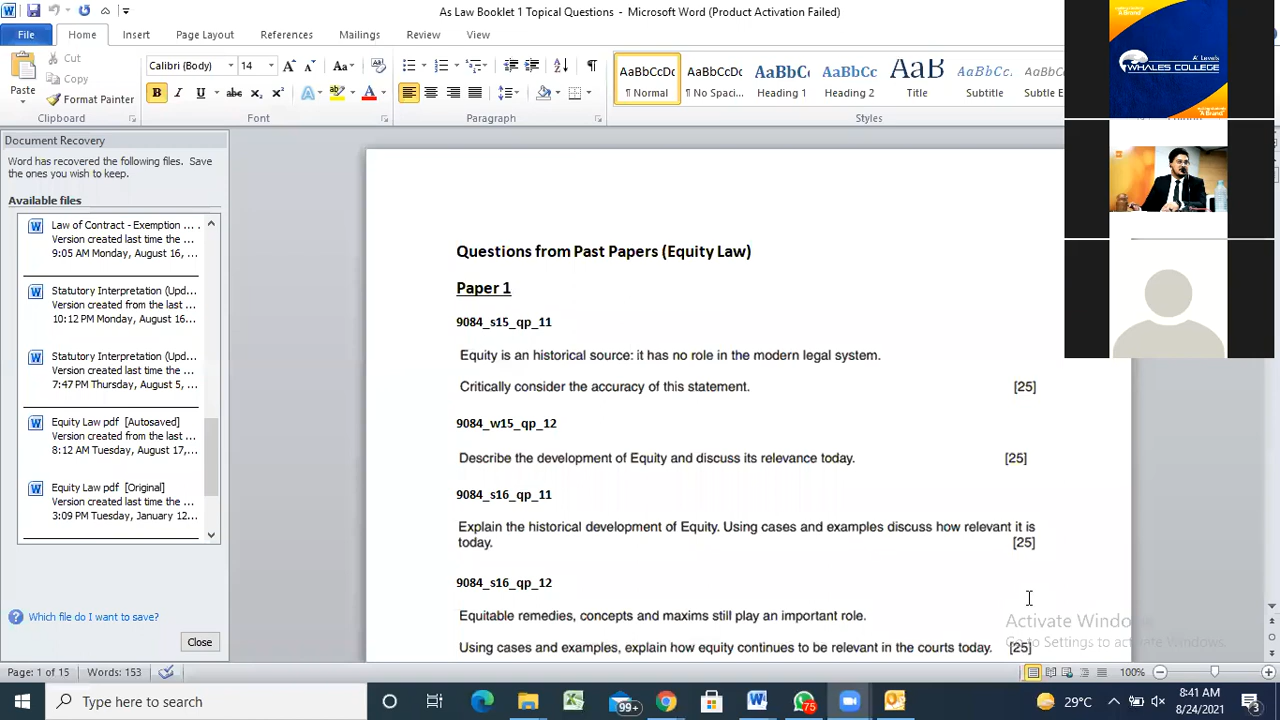 As Law Booklet 1 Topical Questions - Microsoft Word (Product Activation Failed)
File Home Insert Page Layout References Mailings Review View
Paste
Cut
Copy
Format Painter
Clipboard
Calibri (Body) 14
B I U abc x₂ x² Aa
Font
Paragraph
AaBbCcDc AaBbCcDc AaBbC AaBbCc AaB AaBbCcL AaBbCcD
¶ Normal ¶ No Spaci... Heading 1 Heading 2 Title Subtitle Subtle E
Styles
Document Recovery
Word has recovered the following files. Save
the ones you wish to keep.
Available files
Law of Contract - Exemption ...
Version created last time the ...
9:05 AM Monday, August 16, ...
Statutory Interpretation (Upd...
Version created from the last ...
10:12 PM Monday, August 16...
Statutory Interpretation (Upd...
Version created last time the ...
7:47 PM Thursday, August 5, ...
Equity Law pdf [Autosaved]
Version created from the last ...
8:12 AM Tuesday, August 17, ...
Equity Law pdf [Original]
Version created last time the ...
3:09 PM Tuesday, January 12...
Which file do I want to save?
Close
Questions from Past Papers (Equity Law)
Paper 1
9084_s15_qp_11
Equity is an historical source: it has no role in the modern legal system.
Critically consider the accuracy of this statement. [25]
9084_w15_qp_12
Describe the development of Equity and discuss its relevance today. [25]
9084_s16_qp_11
Explain the historical development of Equity. Using cases and examples discuss how relevant it is
today. [25]
9084_s16_qp_12
Equitable remedies, concepts and maxims still play an important role.
Using cases and examples, explain how equity continues to be relevant in the courts today. [25]
A' Levels
WHALES COLLEGE
"A Brand"
Activate Windo
Go to Settings to activate Windows.
Page: 1 of 15 Words: 153 100%
Type here to search
99+
75
29°C
8:41 AM
8/24/2021
3